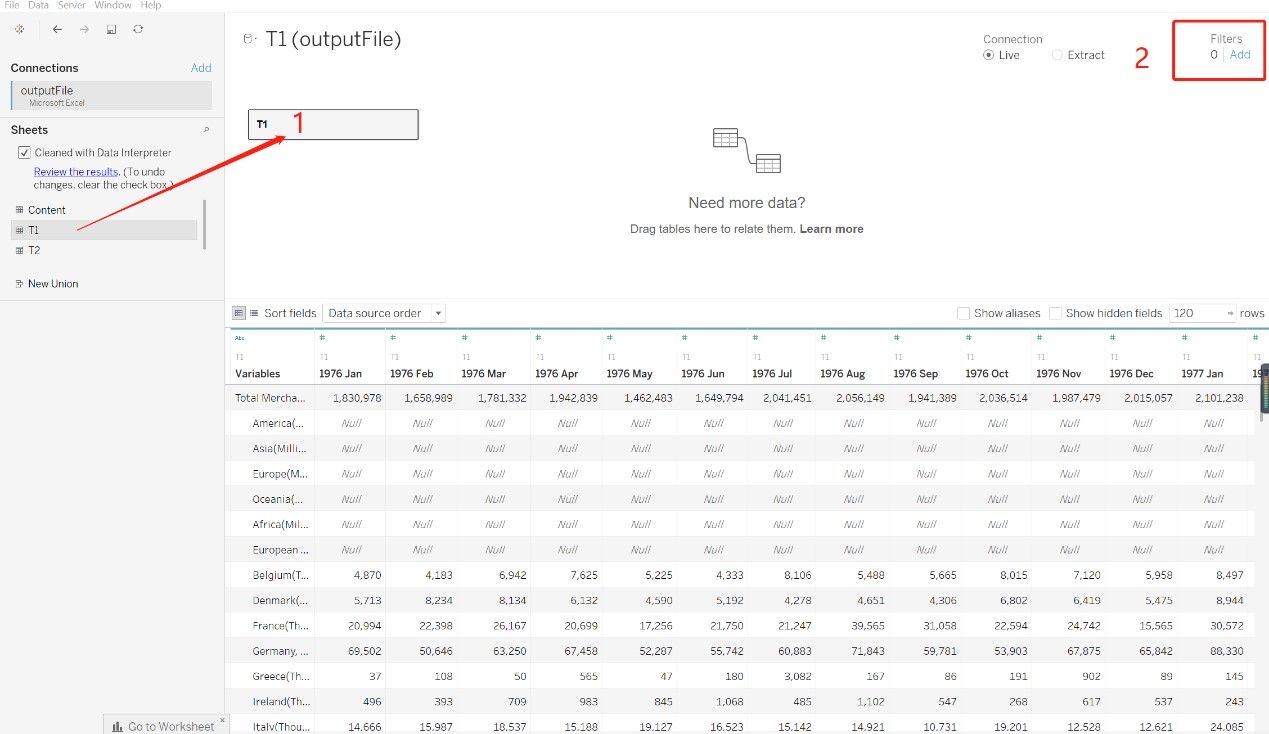 File Data Server Window Help
Connections Add
outputFile
Microsoft Excel
Sheets
Cleaned with Data Interpreter
Review the results. (To undo
changes, clear the check box.)
Content
T1
T2
New Union
T1 (outputFile)
Connection
Live Extract
2
Filters
0 Add
T1 1
Need more data?
Drag tables here to relate them. Learn more
Sort fields Data source order Show aliases Show hidden fields 120 rows
Abc # # # # # # # # # # # # # #
T1 T1 T1 T1 T1 T1 T1 T1 T1 T1 T1 T1 T1 T1 T1
Variables 1976 Jan 1976 Feb 1976 Mar 1976 Apr 1976 May 1976 Jun 1976 Jul 1976 Aug 1976 Sep 1976 Oct 1976 Nov 1976 Dec 1977 Jan
Total Mercha... 1,830,978 1,658,989 1,781,332 1,942,839 1,462,483 1,649,794 2,041,451 2,056,149 1,941,389 2,036,514 1,987,479 2,015,057 2,101,238
America(... Null Null Null Null Null Null Null Null Null Null Null Null Null
Asia(Milli... Null Null Null Null Null Null Null Null Null Null Null Null Null
Europe(M... Null Null Null Null Null Null Null Null Null Null Null Null Null
Oceania(... Null Null Null Null Null Null Null Null Null Null Null Null Null
Africa(Mil... Null Null Null Null Null Null Null Null Null Null Null Null Null
European ... Null Null Null Null Null Null Null Null Null Null Null Null Null
Belgium(T... 4,870 4,183 6,942 7,625 5,225 4,333 8,106 5,488 5,665 8,015 7,120 5,958 8,497
Denmark(... 5,713 8,234 8,134 6,132 4,590 5,192 4,278 4,651 4,306 6,802 6,419 5,475 8,944
France(Th... 20,994 22,398 26,167 20,699 17,256 21,750 21,247 39,565 31,058 22,594 24,742 15,565 30,572
Germany, ... 69,502 50,646 63,250 67,458 52,287 55,742 60,883 71,843 59,781 53,903 67,875 65,842 88,330
Greece(Th... 37 108 50 565 47 180 3,082 167 86 191 902 89 145
Ireland(Th... 496 393 709 983 845 1,068 485 1,102 547 268 617 537 243
Italy(Thou... 14,666 15,987 18,537 15,188 19,127 16,523 15,142 14,921 10,731 19,201 12,528 12,621 24,085
Go to Worksheet